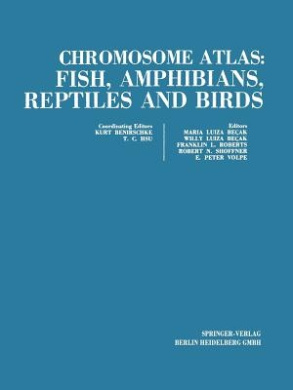 CHROMOSOME ATLAS:
FISH, AMPHIBIANS,
REPTILES AND BIRDS
Coordinating Editors
KURT BENIRSCHKE
T. C. HSU
Editors
MARIA LUIZA BEÇAK
WILLY LUIZA BEÇAK
FRANKLIN L. ROBERTS
ROBERT N. SHOFFNER
E. PETER VOLPE
SPRINGER-VERLAG
BERLIN HEIDELBERG GMBH